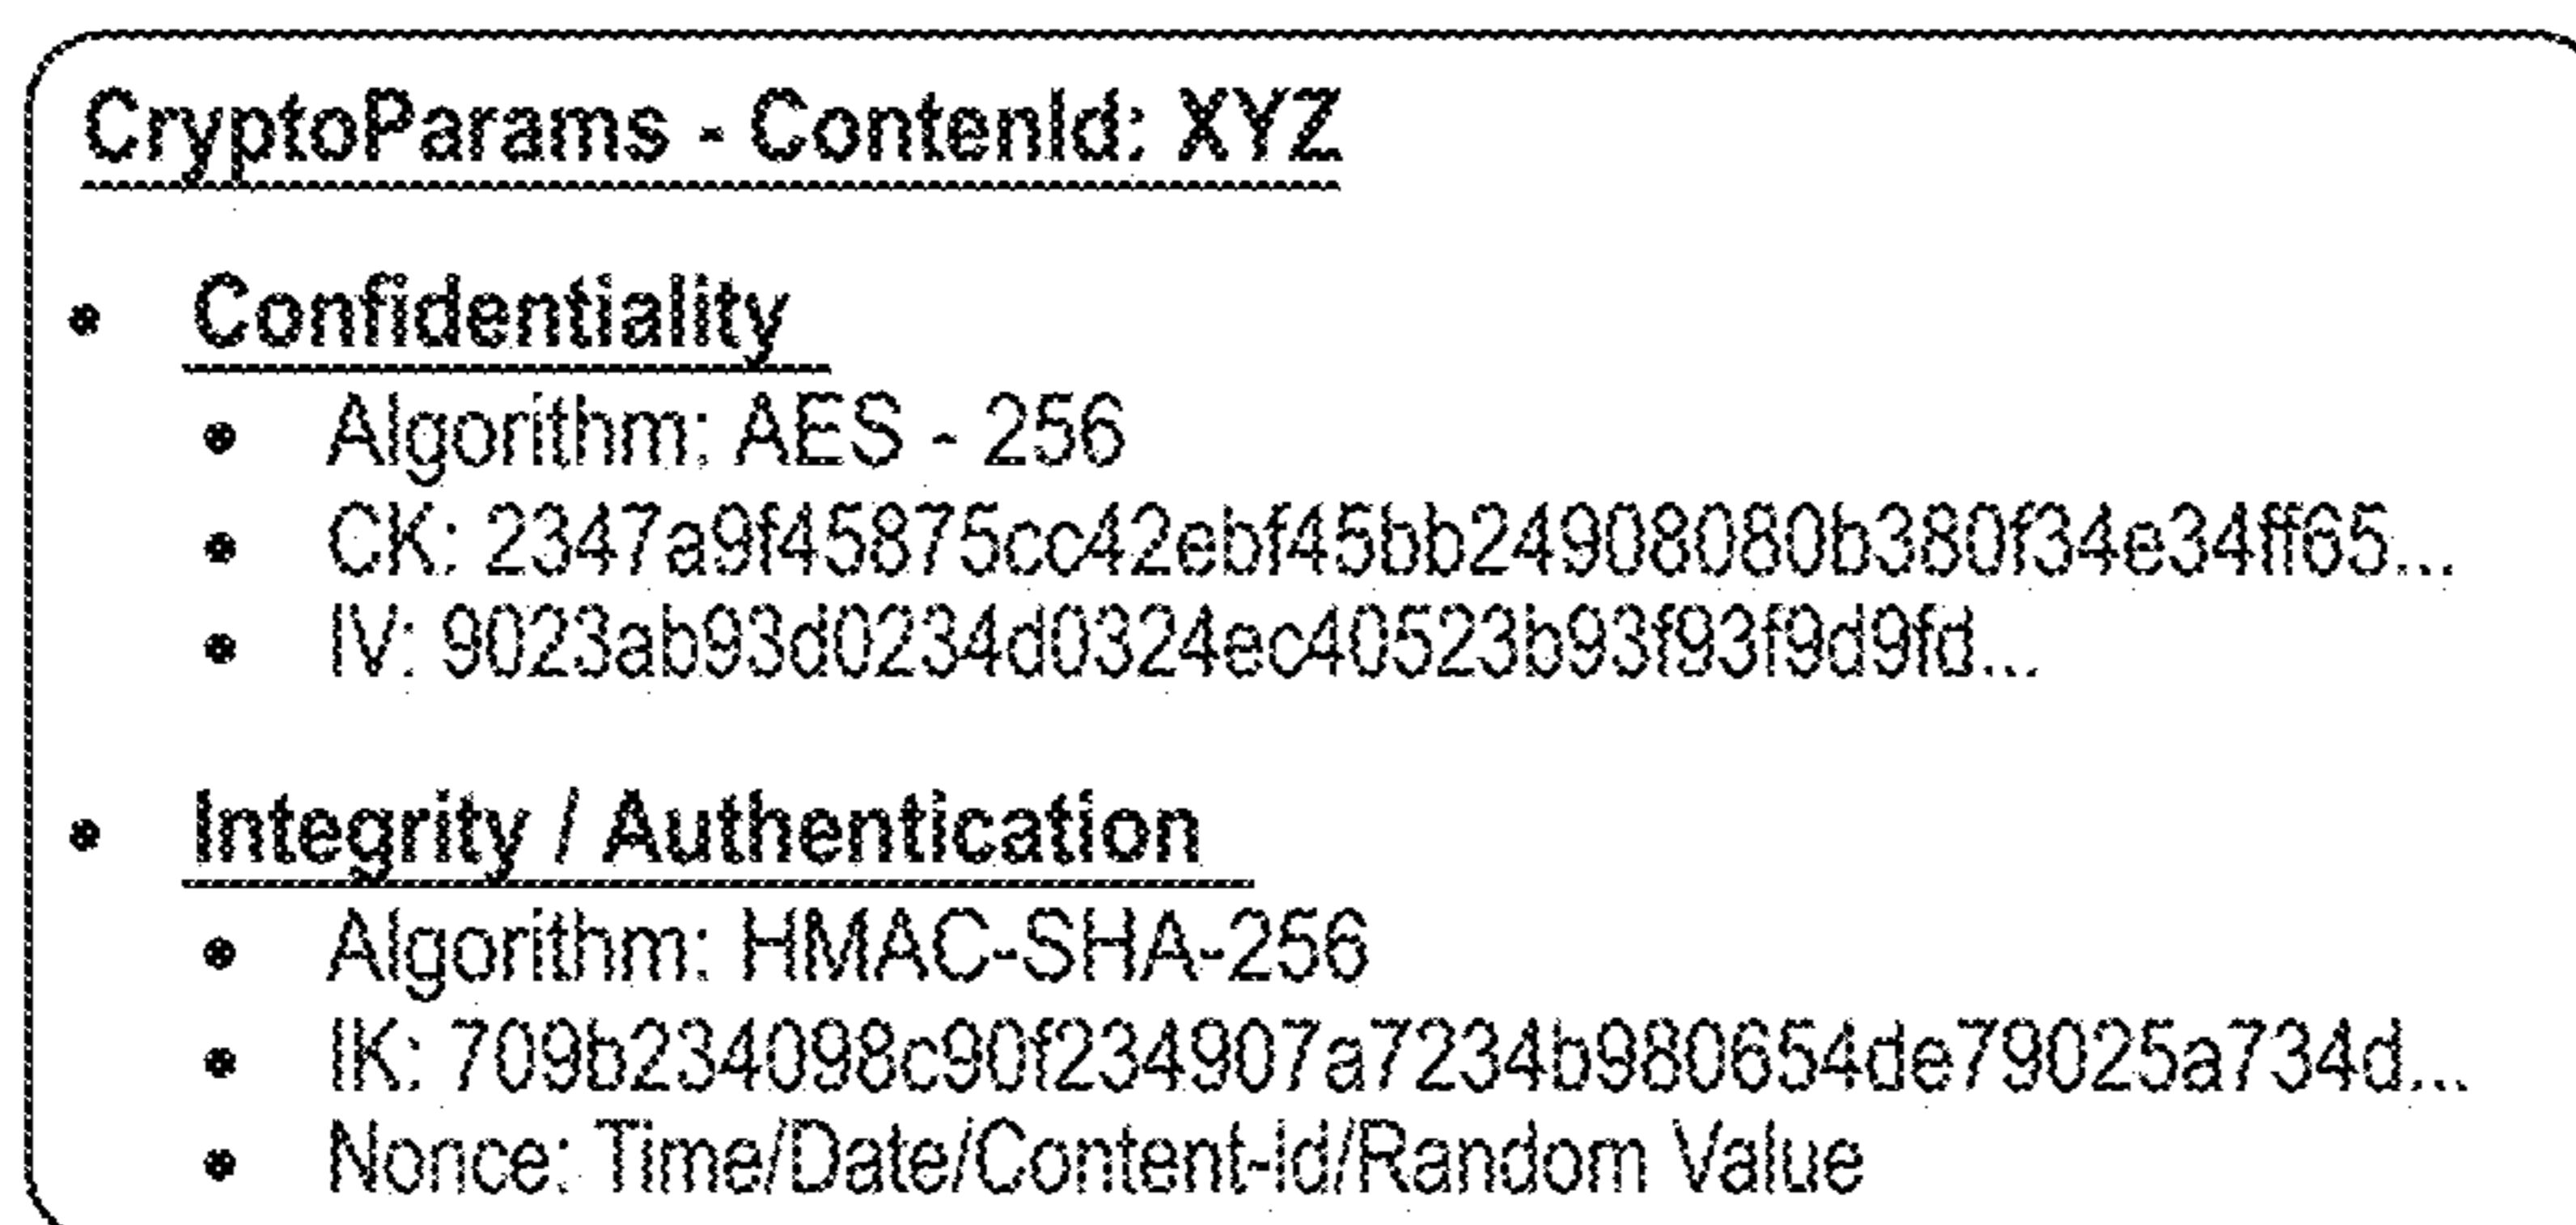 CryptoParams - ContenId: XYZ
• Confidentiality
• Algorithm: AES - 256
• CK: 2347a9f45875cc42ebf45bb24908080b380f34e34ff65...
• IV: 9023ab93d0234d0324ec40523b93f93f9d9fd...
• Integrity / Authentication
• Algorithm: HMAC-SHA-256
• IK: 709b234098c90f234907a7234b980654de79025a734d...
• Nonce: Time/Date/Content-Id/Random Value